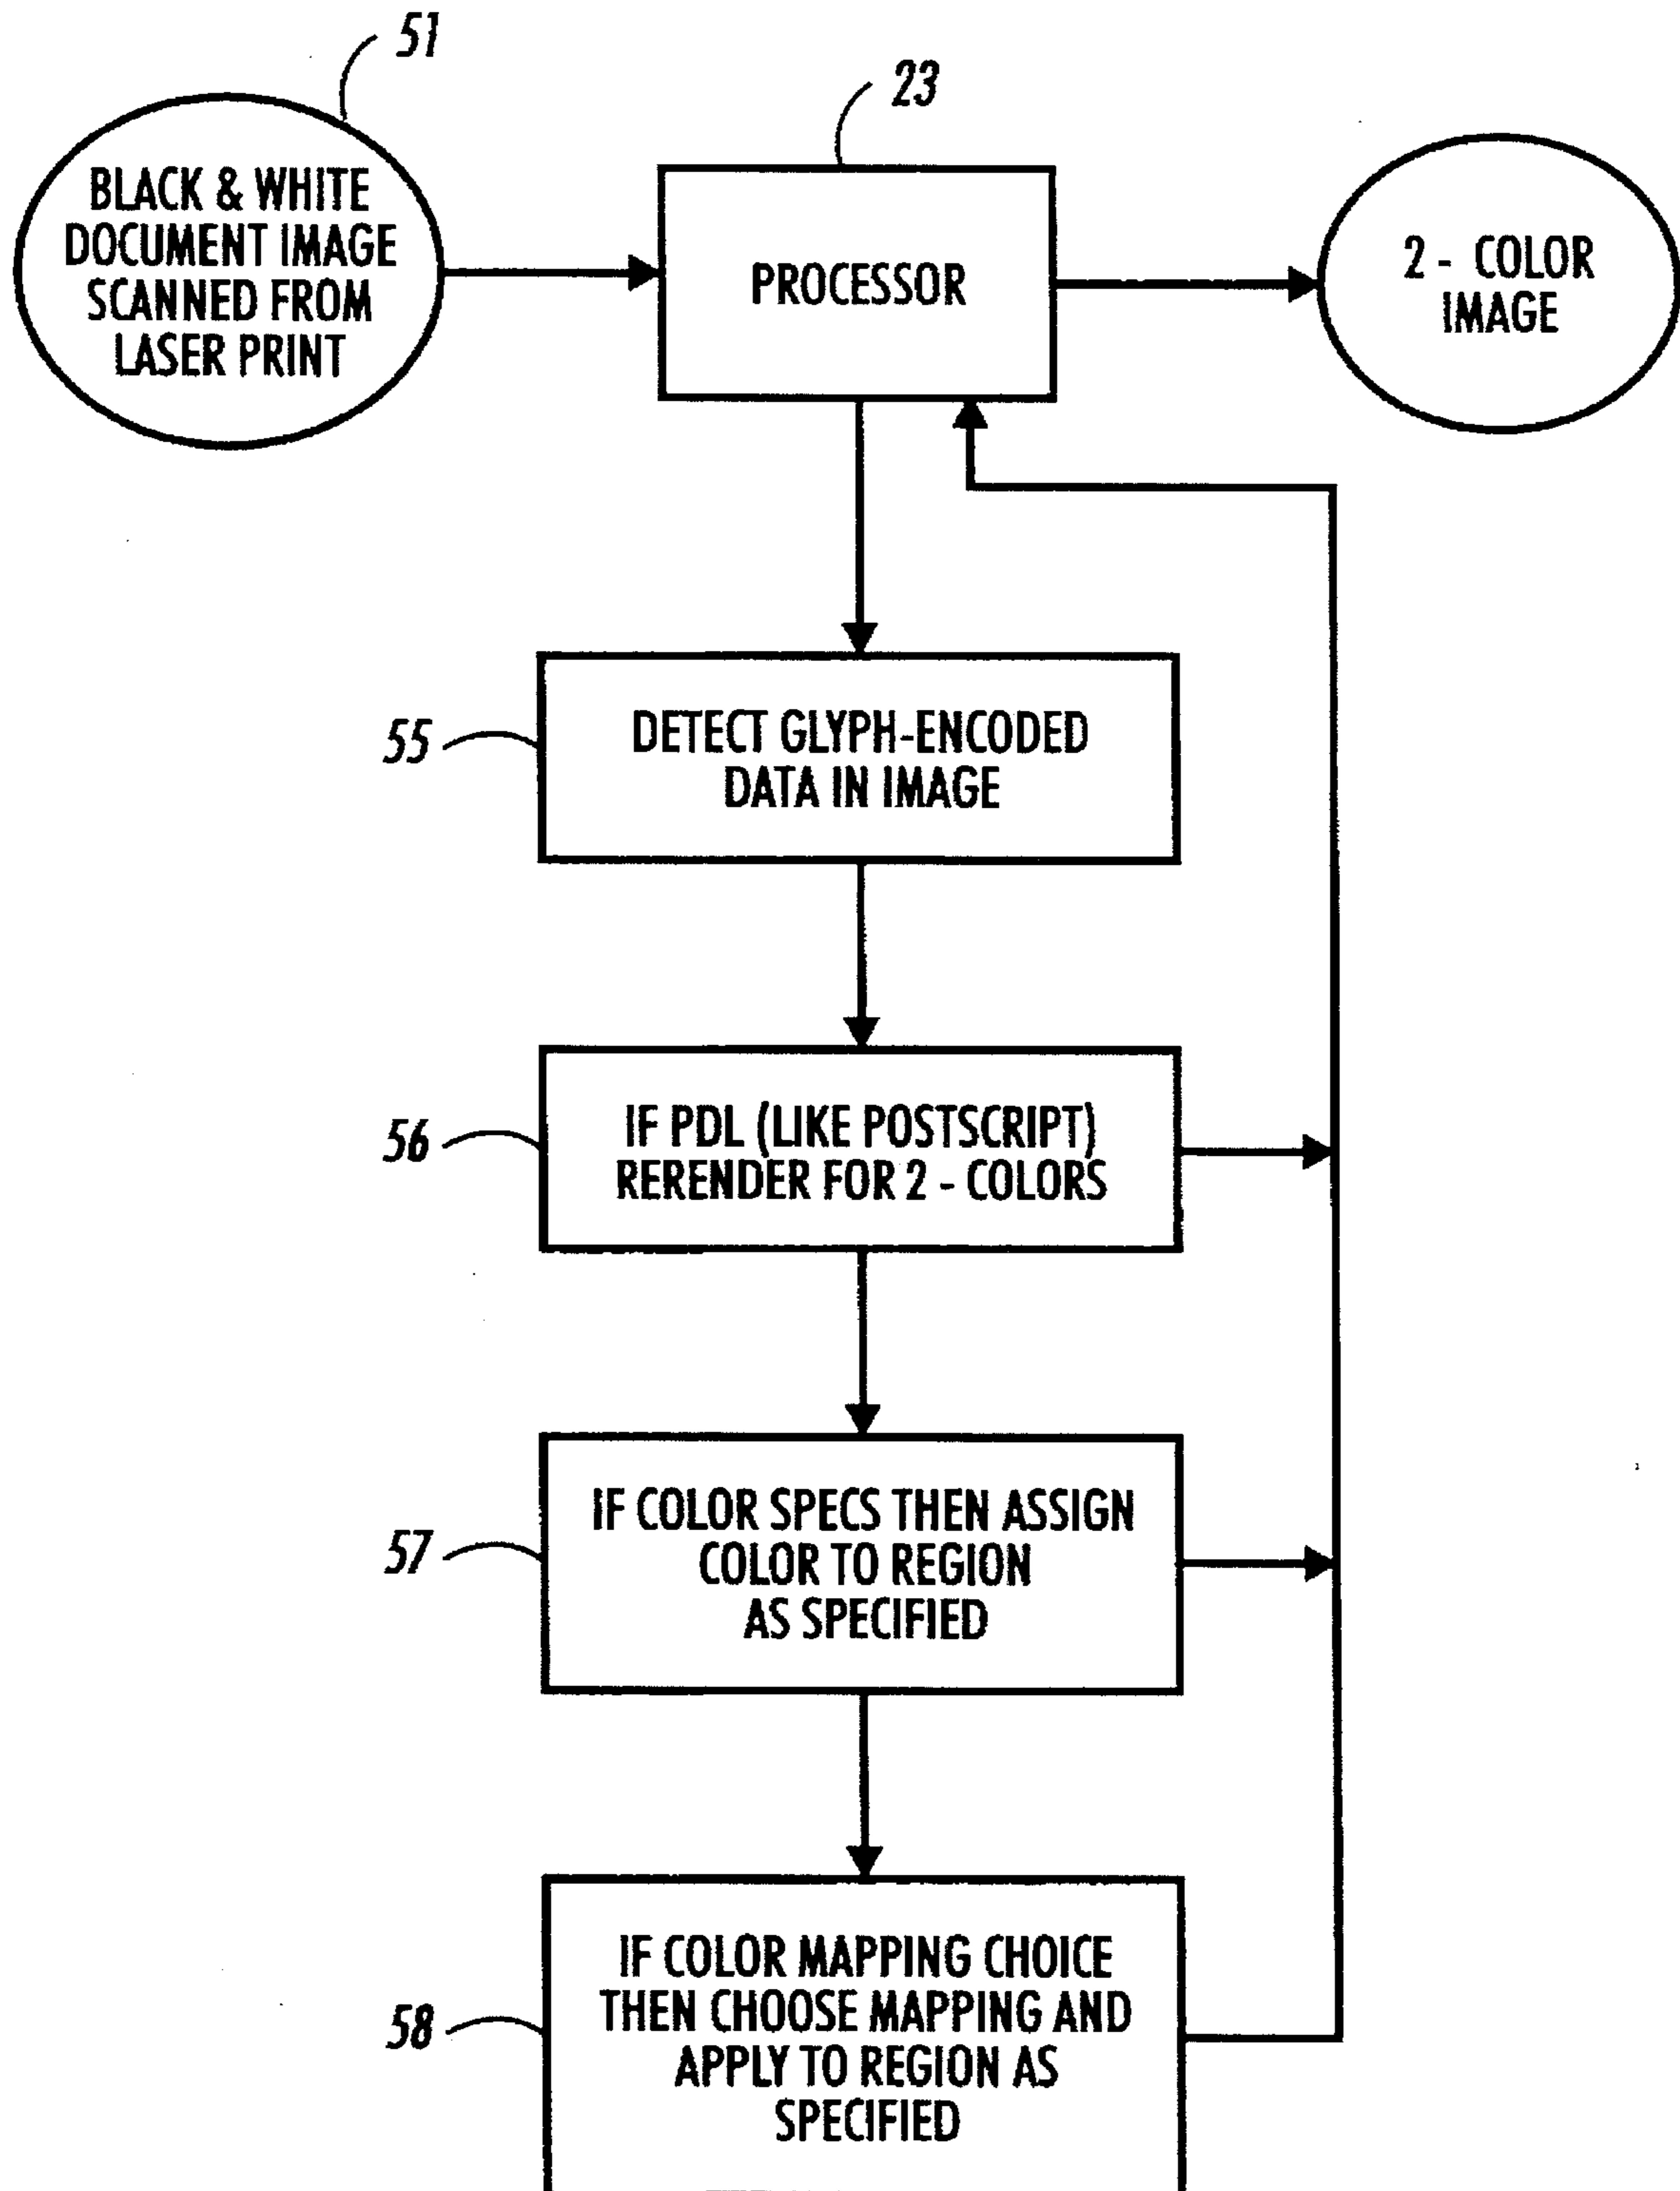 51
23
BLACK & WHITE
DOCUMENT IMAGE
SCANNED FROM
LASER PRINT
PROCESSOR
2 - COLOR
IMAGE
55
DETECT GLYPH-ENCODED
DATA IN IMAGE
56
IF PDL (LIKE POSTSCRIPT)
RERENDER FOR 2 - COLORS
57
IF COLOR SPECS THEN ASSIGN
COLOR TO REGION
AS SPECIFIED
58
IF COLOR MAPPING CHOICE
THEN CHOOSE MAPPING AND
APPLY TO REGION AS
SPECIFIED